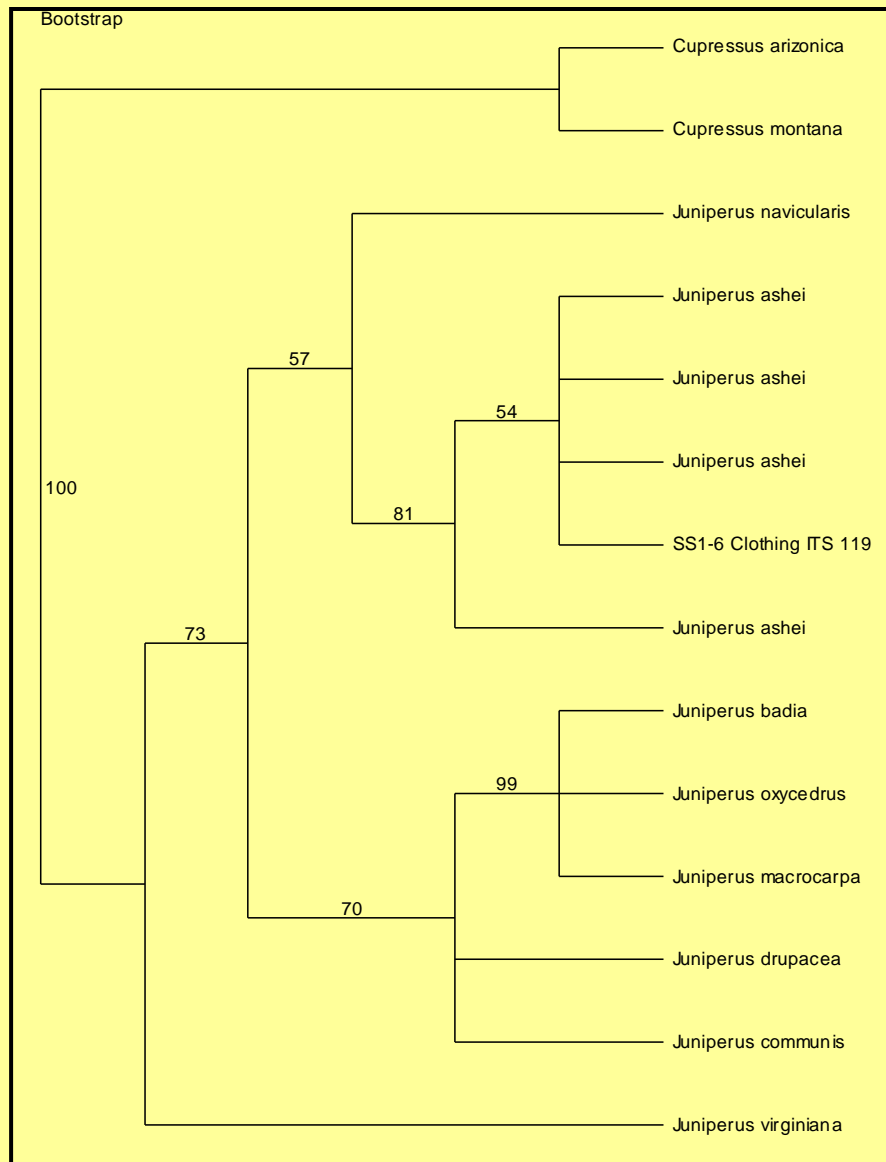 Bootstrap
Cupressus arizonica
Cupressus montana
Juniperus navicularis
Juniperus ashei
57
Juniperus ashei
54
Juniperus ashei
100
81
SS1-6 Clothing ITS 119
Juniperus ashei
73
Juniperus badia
99
Juniperus oxycedrus
Juniperus macrocarpa
70
Juniperus drupacea
Juniperus communis
Juniperus virginiana